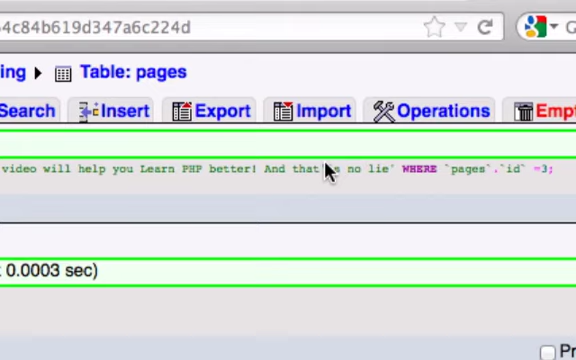 64c84b619d347a6c224d
ing Table: pages
Search Insert Export Import Operations Empt
video will help you Learn PHP better! And that no lie' WHERE `pages`.`id` =3;
0.0003 sec)
Pr